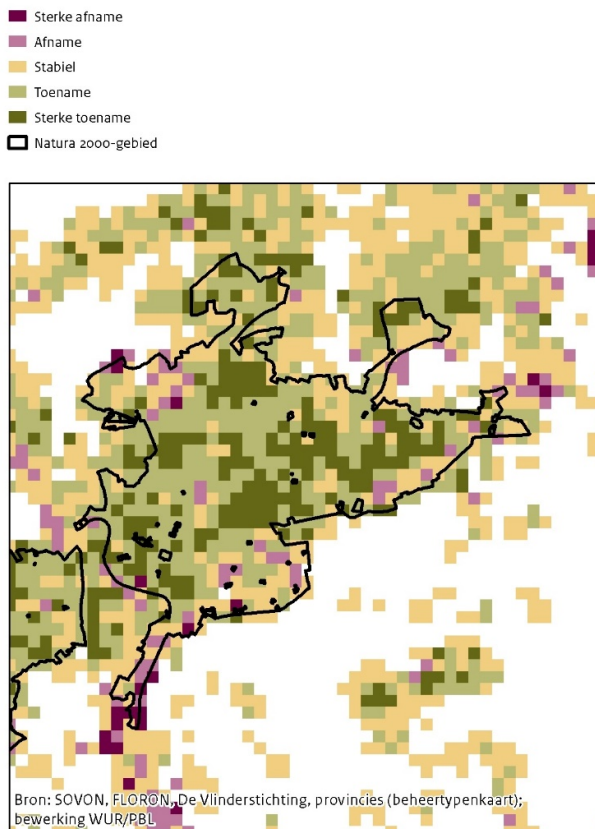 Sterke afname
Afname
Stabiel
Toename
Sterke toename
Natura 2000-gebied
Bron: SOVON, FLORON, De Vlinderstichting, provincies (beheertypenkaart);
bewerking WUR/PBL